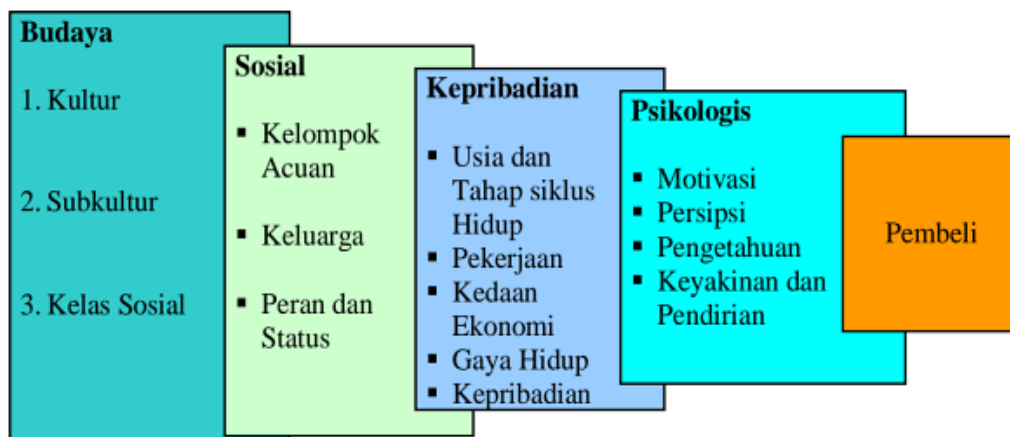 Budaya
1. Kultur
2. Subkultur
3. Kelas Sosial
Sosial
▪ Kelompok
Acuan
▪ Keluarga
▪ Peran dan
Status
Kepribadian
▪ Usia dan
Tahap siklus
Hidup
▪ Pekerjaan
▪ Kedaan
Ekonomi
▪ Gaya Hidup
▪ Kepribadian
Psikologis
▪ Motivasi
▪ Persipsi
▪ Pengetahuan
▪ Keyakinan dan
Pendirian
Pembeli